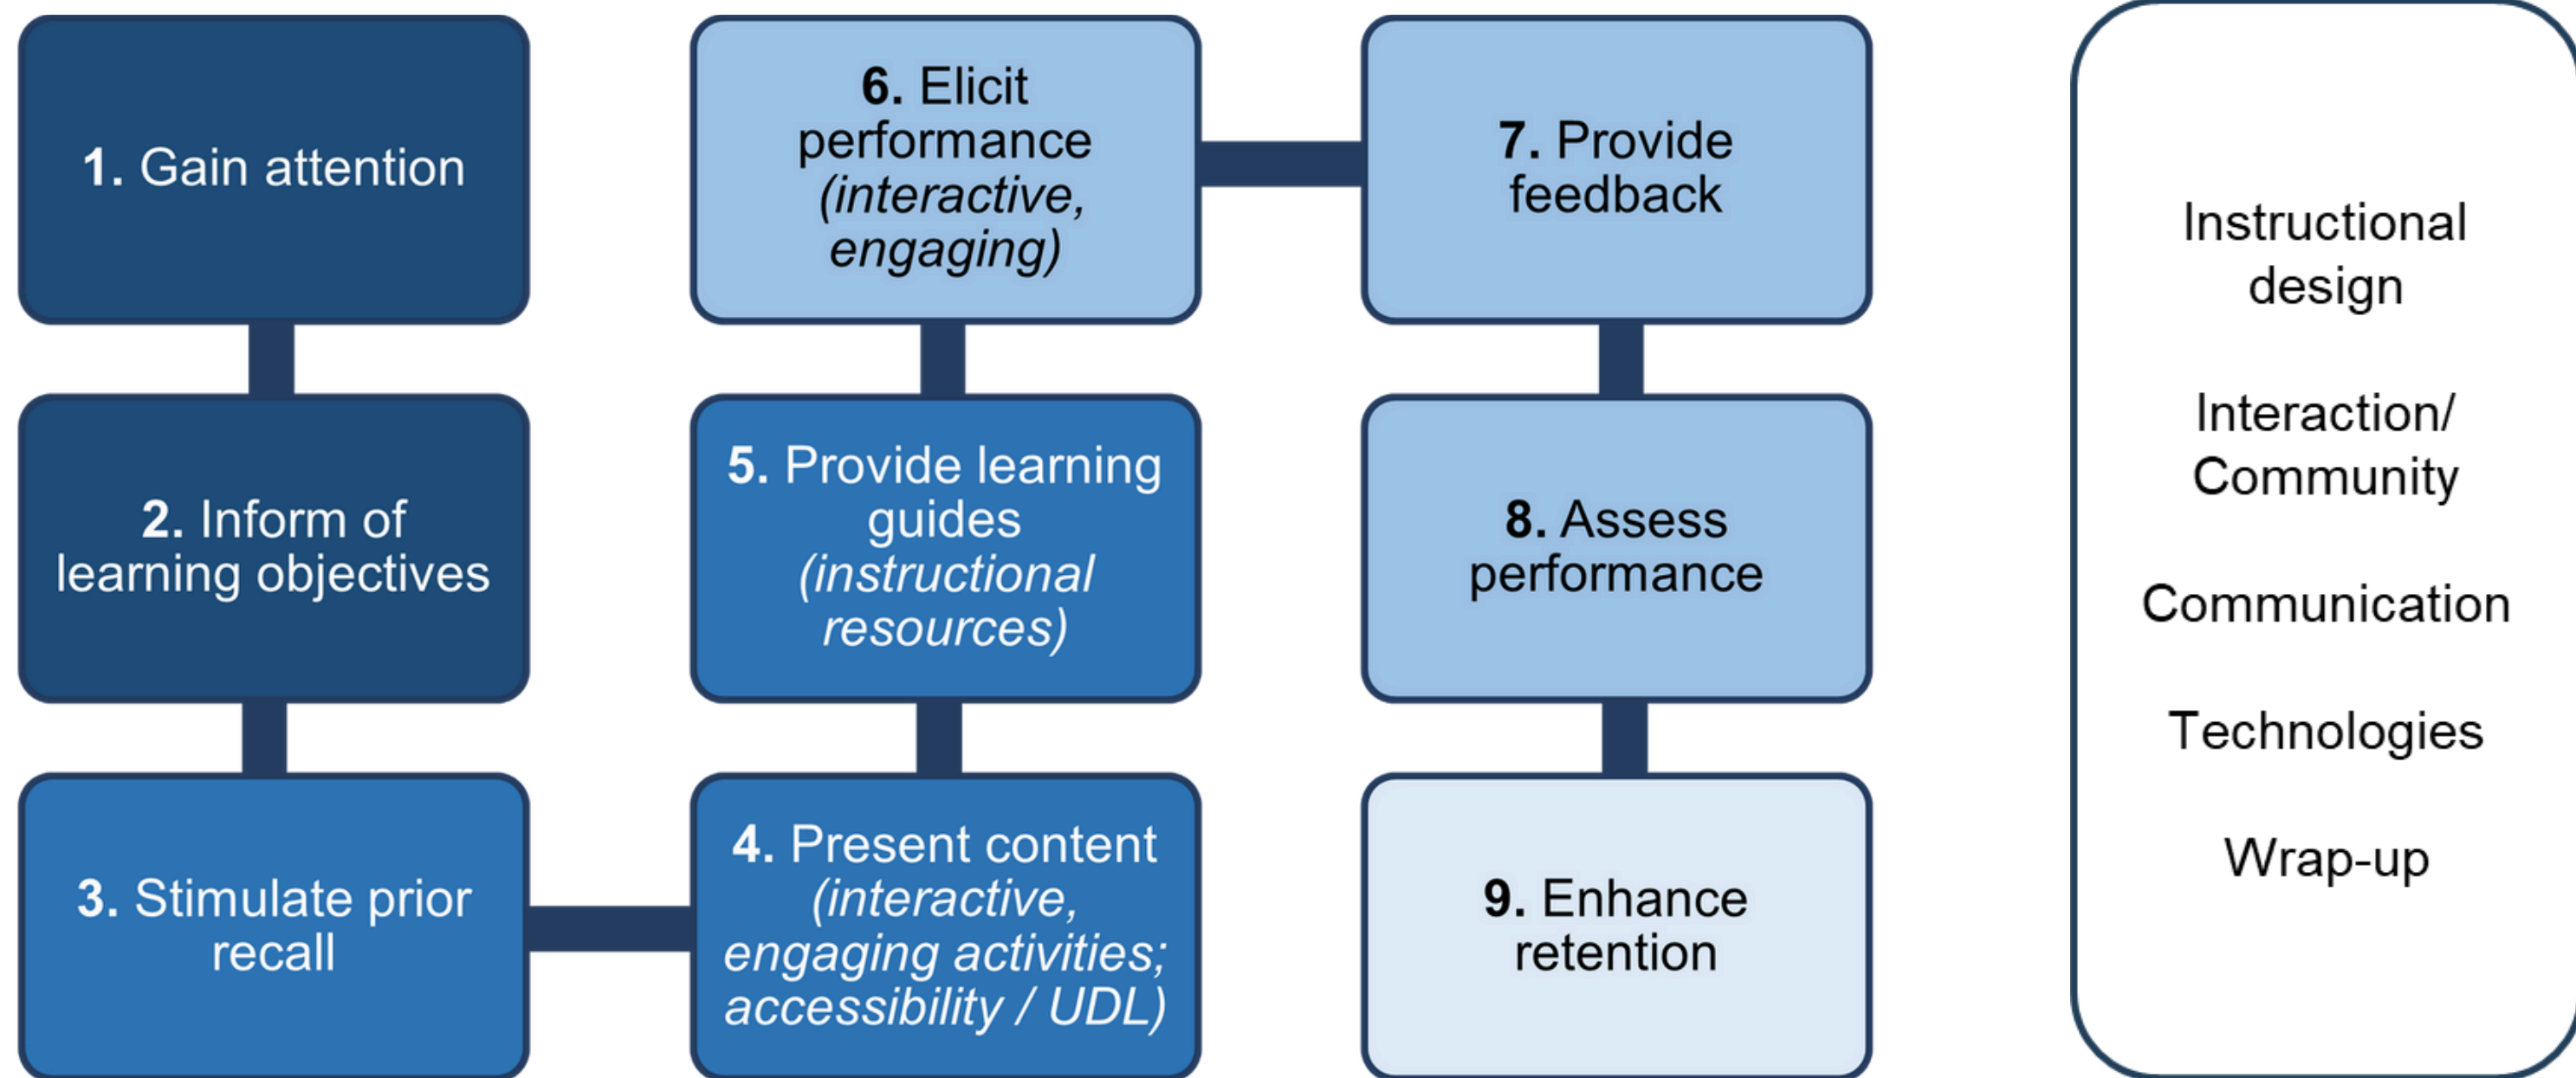 1. Gain attention
2. Inform of
learning objectives
3. Stimulate prior
recall
4. Present content
(interactive,
engaging activities;
accessibility / UDL)
5. Provide learning
guides
(instructional
resources)
6. Elicit
performance
(interactive,
engaging)
7. Provide
feedback
8. Assess
performance
9. Enhance
retention
Instructional
design
Interaction/
Community
Communication
Technologies
Wrap-up